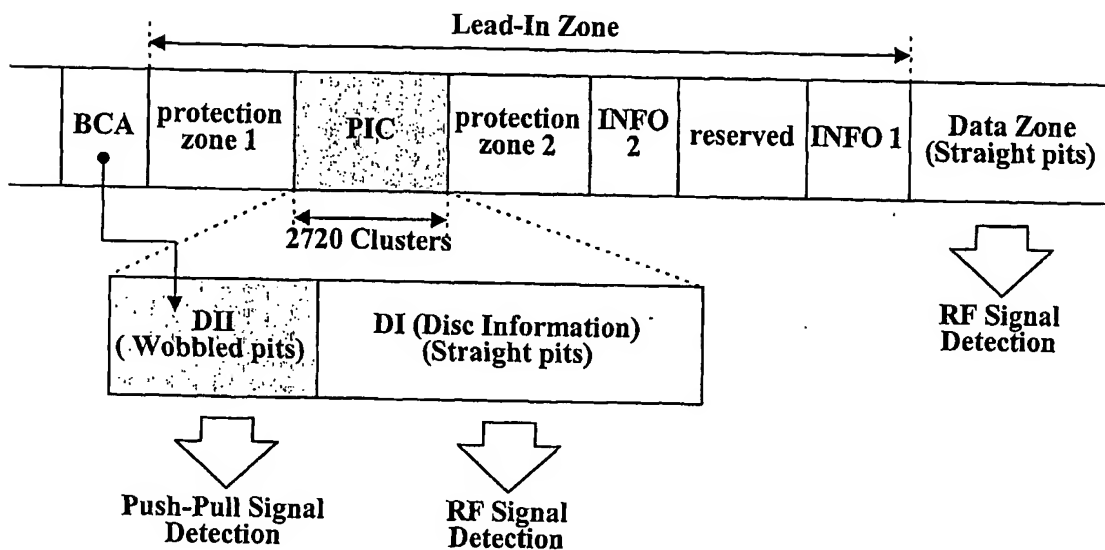 Lead-In Zone
BCA
protection
zone 1
PIC
protection
zone 2
INFO
2
reserved
INFO 1
Data Zone
(Straight pits)
2720 Clusters
DII
( Wobbled pits)
DI (Disc Information)
(Straight pits)
RF Signal
Detection
Push-Pull Signal
Detection
RF Signal
Detection